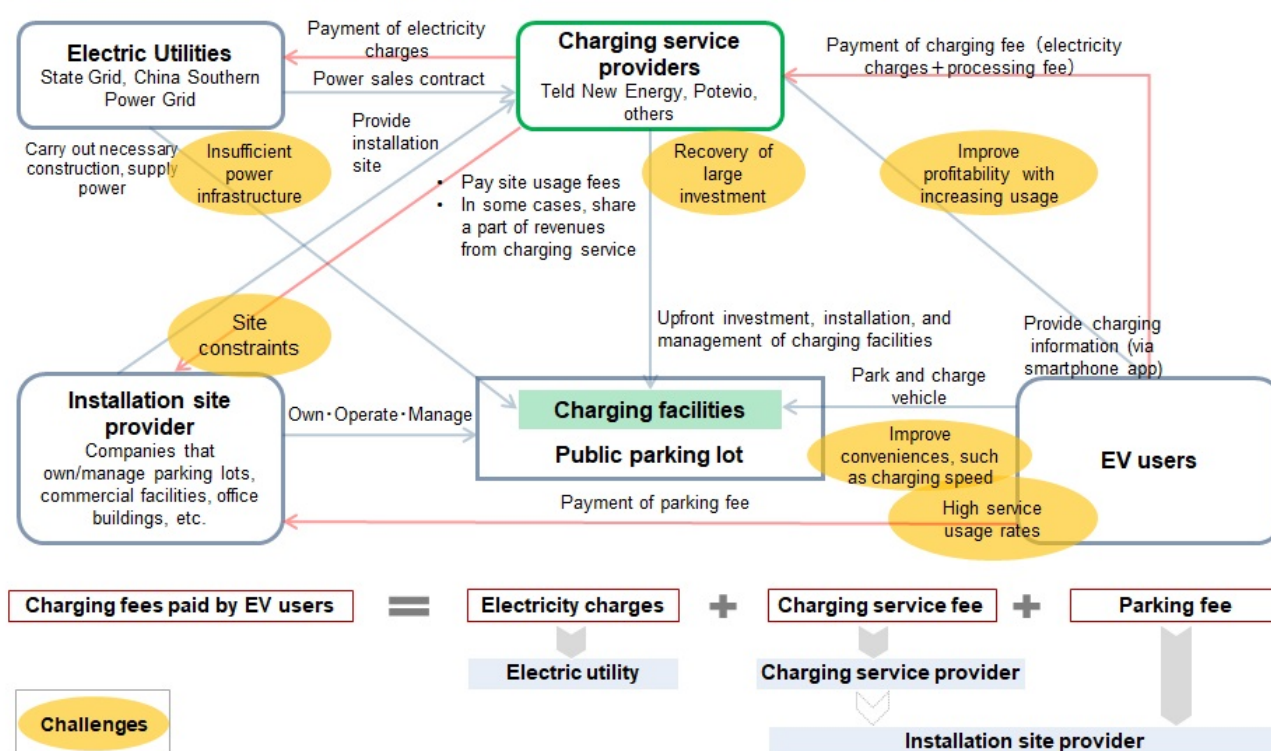 Electric Utilities
State Grid, China Southern
Power Grid
Payment of electricity
charges
Power sales contract
Charging service
providers
Teld New Energy, Potevio,
others
Payment of charging fee (electricity
charges+processing fee)
Carry out necessary
construction, supply
power
Insufficient
power
infrastructure
Provide
installation
site
• Pay site usage fees
• In some cases, share
a part of revenues
from charging service
Recovery of
large
investment
Improve
profitability with
increasing usage
Site
constraints
Upfront investment, installation, and
management of charging facilities
Provide charging
information (via
smartphone app)
Installation site
provider
Companies that
own/manage parking lots,
commercial facilities, office
buildings, etc.
Own・Operate・Manage
Charging facilities
Public parking lot
Park and charge
vehicle
Improve
conveniences, such
as charging speed
EV users
Payment of parking fee
High service
usage rates
Charging fees paid by EV users = Electricity charges + Charging service fee + Parking fee
Electric utility
Charging service provider
Installation site provider
Challenges